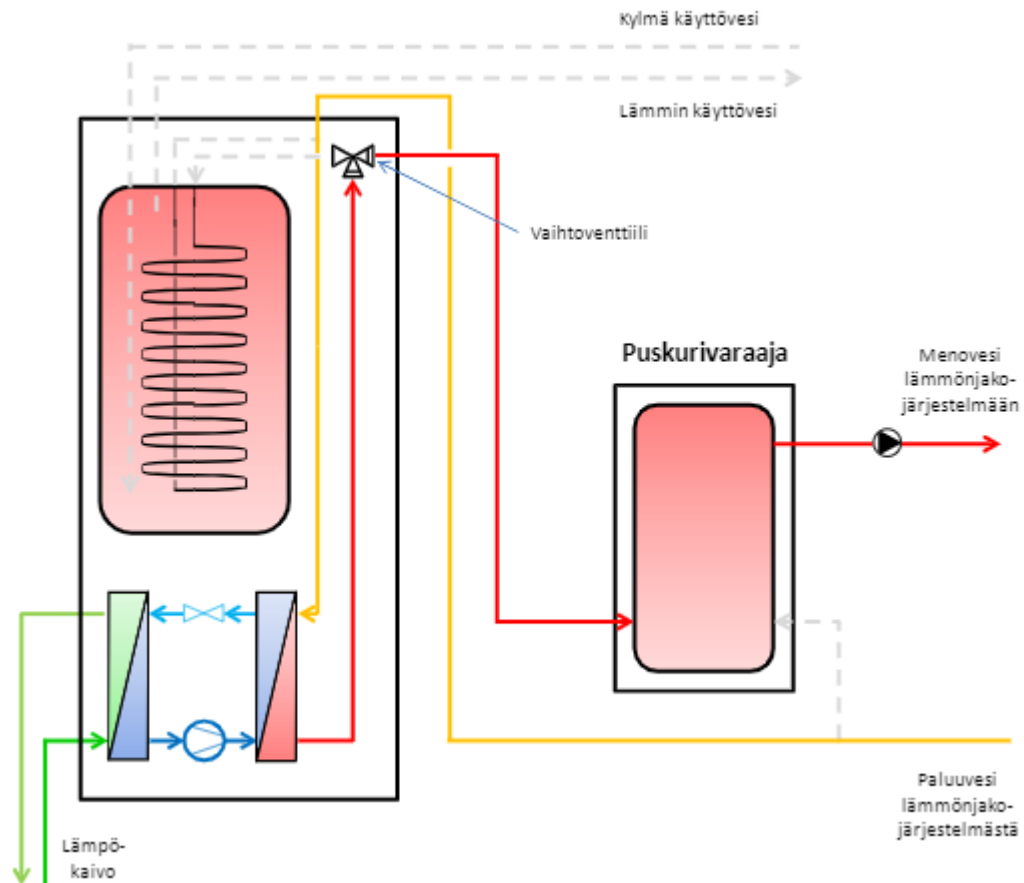 Kylmä käyttövesi
Lämmin käyttövesi
Vaihtoventtiili
Puskurivaraaja
Menovesi
lämmönjako-
järjestelmään
Paluuvesi
lämmönjako-
järjestelmästä
Lämpö-
kaivo